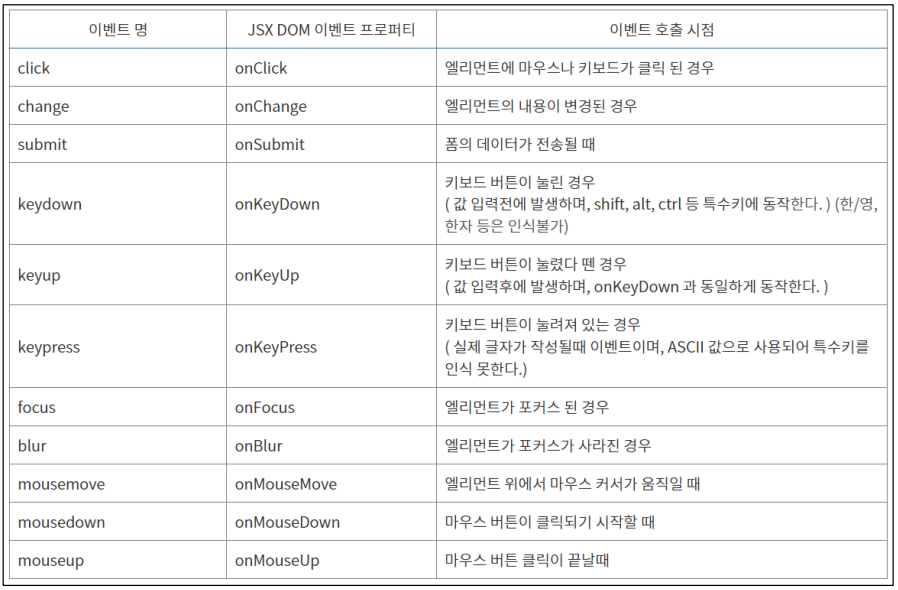 이벤트 명 JSX DOM 이벤트 프로퍼티 이벤트 호출 시점
click onClick 엘리먼트에 마우스나 키보드가 클릭 된 경우
change onChange 엘리먼트의 내용이 변경된 경우
submit onSubmit 폼의 데이터가 전송될 때
keydown onKeyDown 키보드 버튼이 눌린 경우
( 값 입력전에 발생하며, shift, alt, ctrl 등 특수키에 동작한다. ) (한/영,
한자 등은 인식불가)
keyup onKeyUp 키보드 버튼이 눌렸다 뗀 경우
( 값 입력후에 발생하며, onKeyDown 과 동일하게 동작한다. )
keypress onKeyPress 키보드 버튼이 눌려져 있는 경우
( 실제 글자가 작성될때 이벤트이며, ASCII 값으로 사용되어 특수키를
인식 못한다.)
focus onFocus 엘리먼트가 포커스 된 경우
blur onBlur 엘리먼트가 포커스가 사라진 경우
mousemove onMouseMove 엘리먼트 위에서 마우스 커서가 움직일 때
mousedown onMouseDown 마우스 버튼이 클릭되기 시작할 때
mouseup onMouseUp 마우스 버튼 클릭이 끝날때